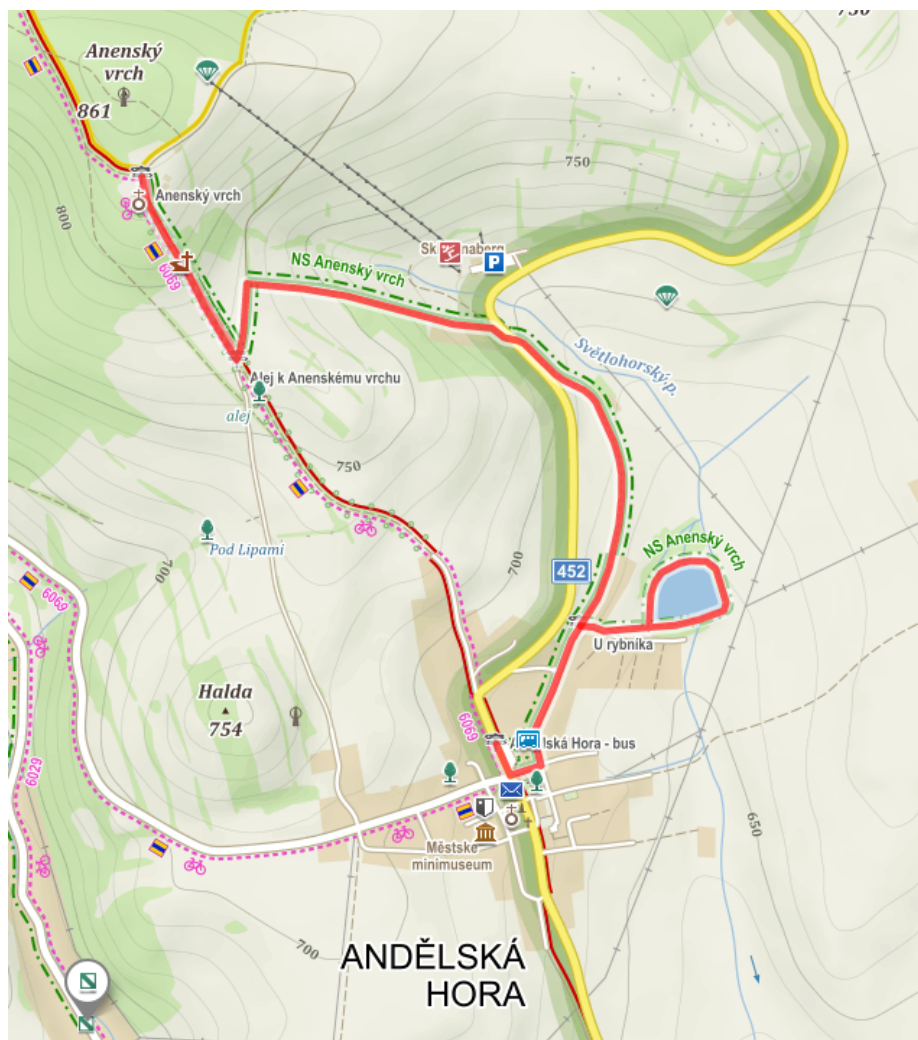 750
Anenský
vrch
861
Anenský vrch
750
800
6069
NS Anenský vrch
P
Světlohorský p.
Alej k Anenskému vrchu
alej
750
Pod Lipami
700
700
452
NS Anenský vrch
6069
U rybníka
Halda
754
6069
6029
Hora - bus
650
Městské
minimuseum
700
ANDĚLSKÁ
HORA